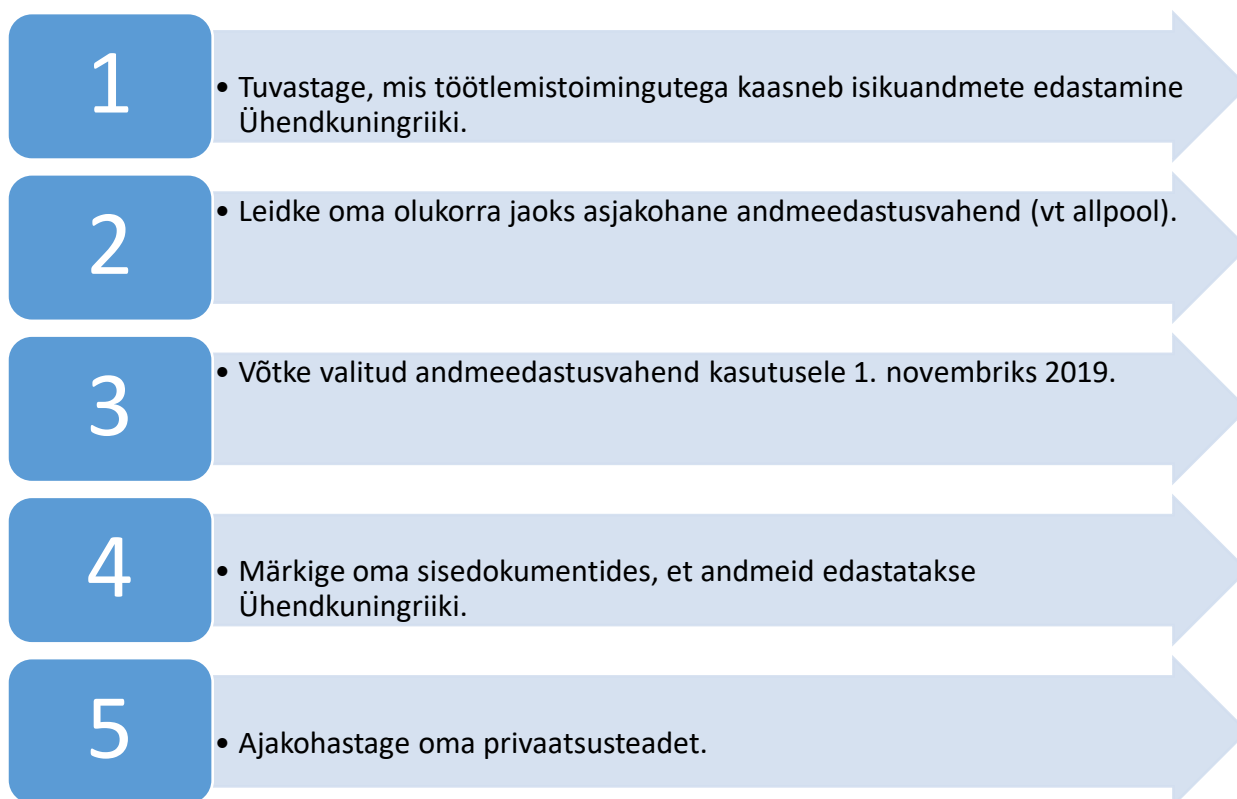 1
• Tuvastage, mis töötlemistoimingutega kaasneb isikuandmete edastamine
Ühendkuningriiki.
2
• Leidke oma olukorra jaoks asjakohane andmeedastusvahend (vt allpool).
3
• Võtke valitud andmeedastusvahend kasutusele 1. novembriks 2019.
4
• Märkige oma sisedokumentides, et andmeid edastatakse
Ühendkuningriiki.
5
• Ajakohastage oma privaatsusteadet.